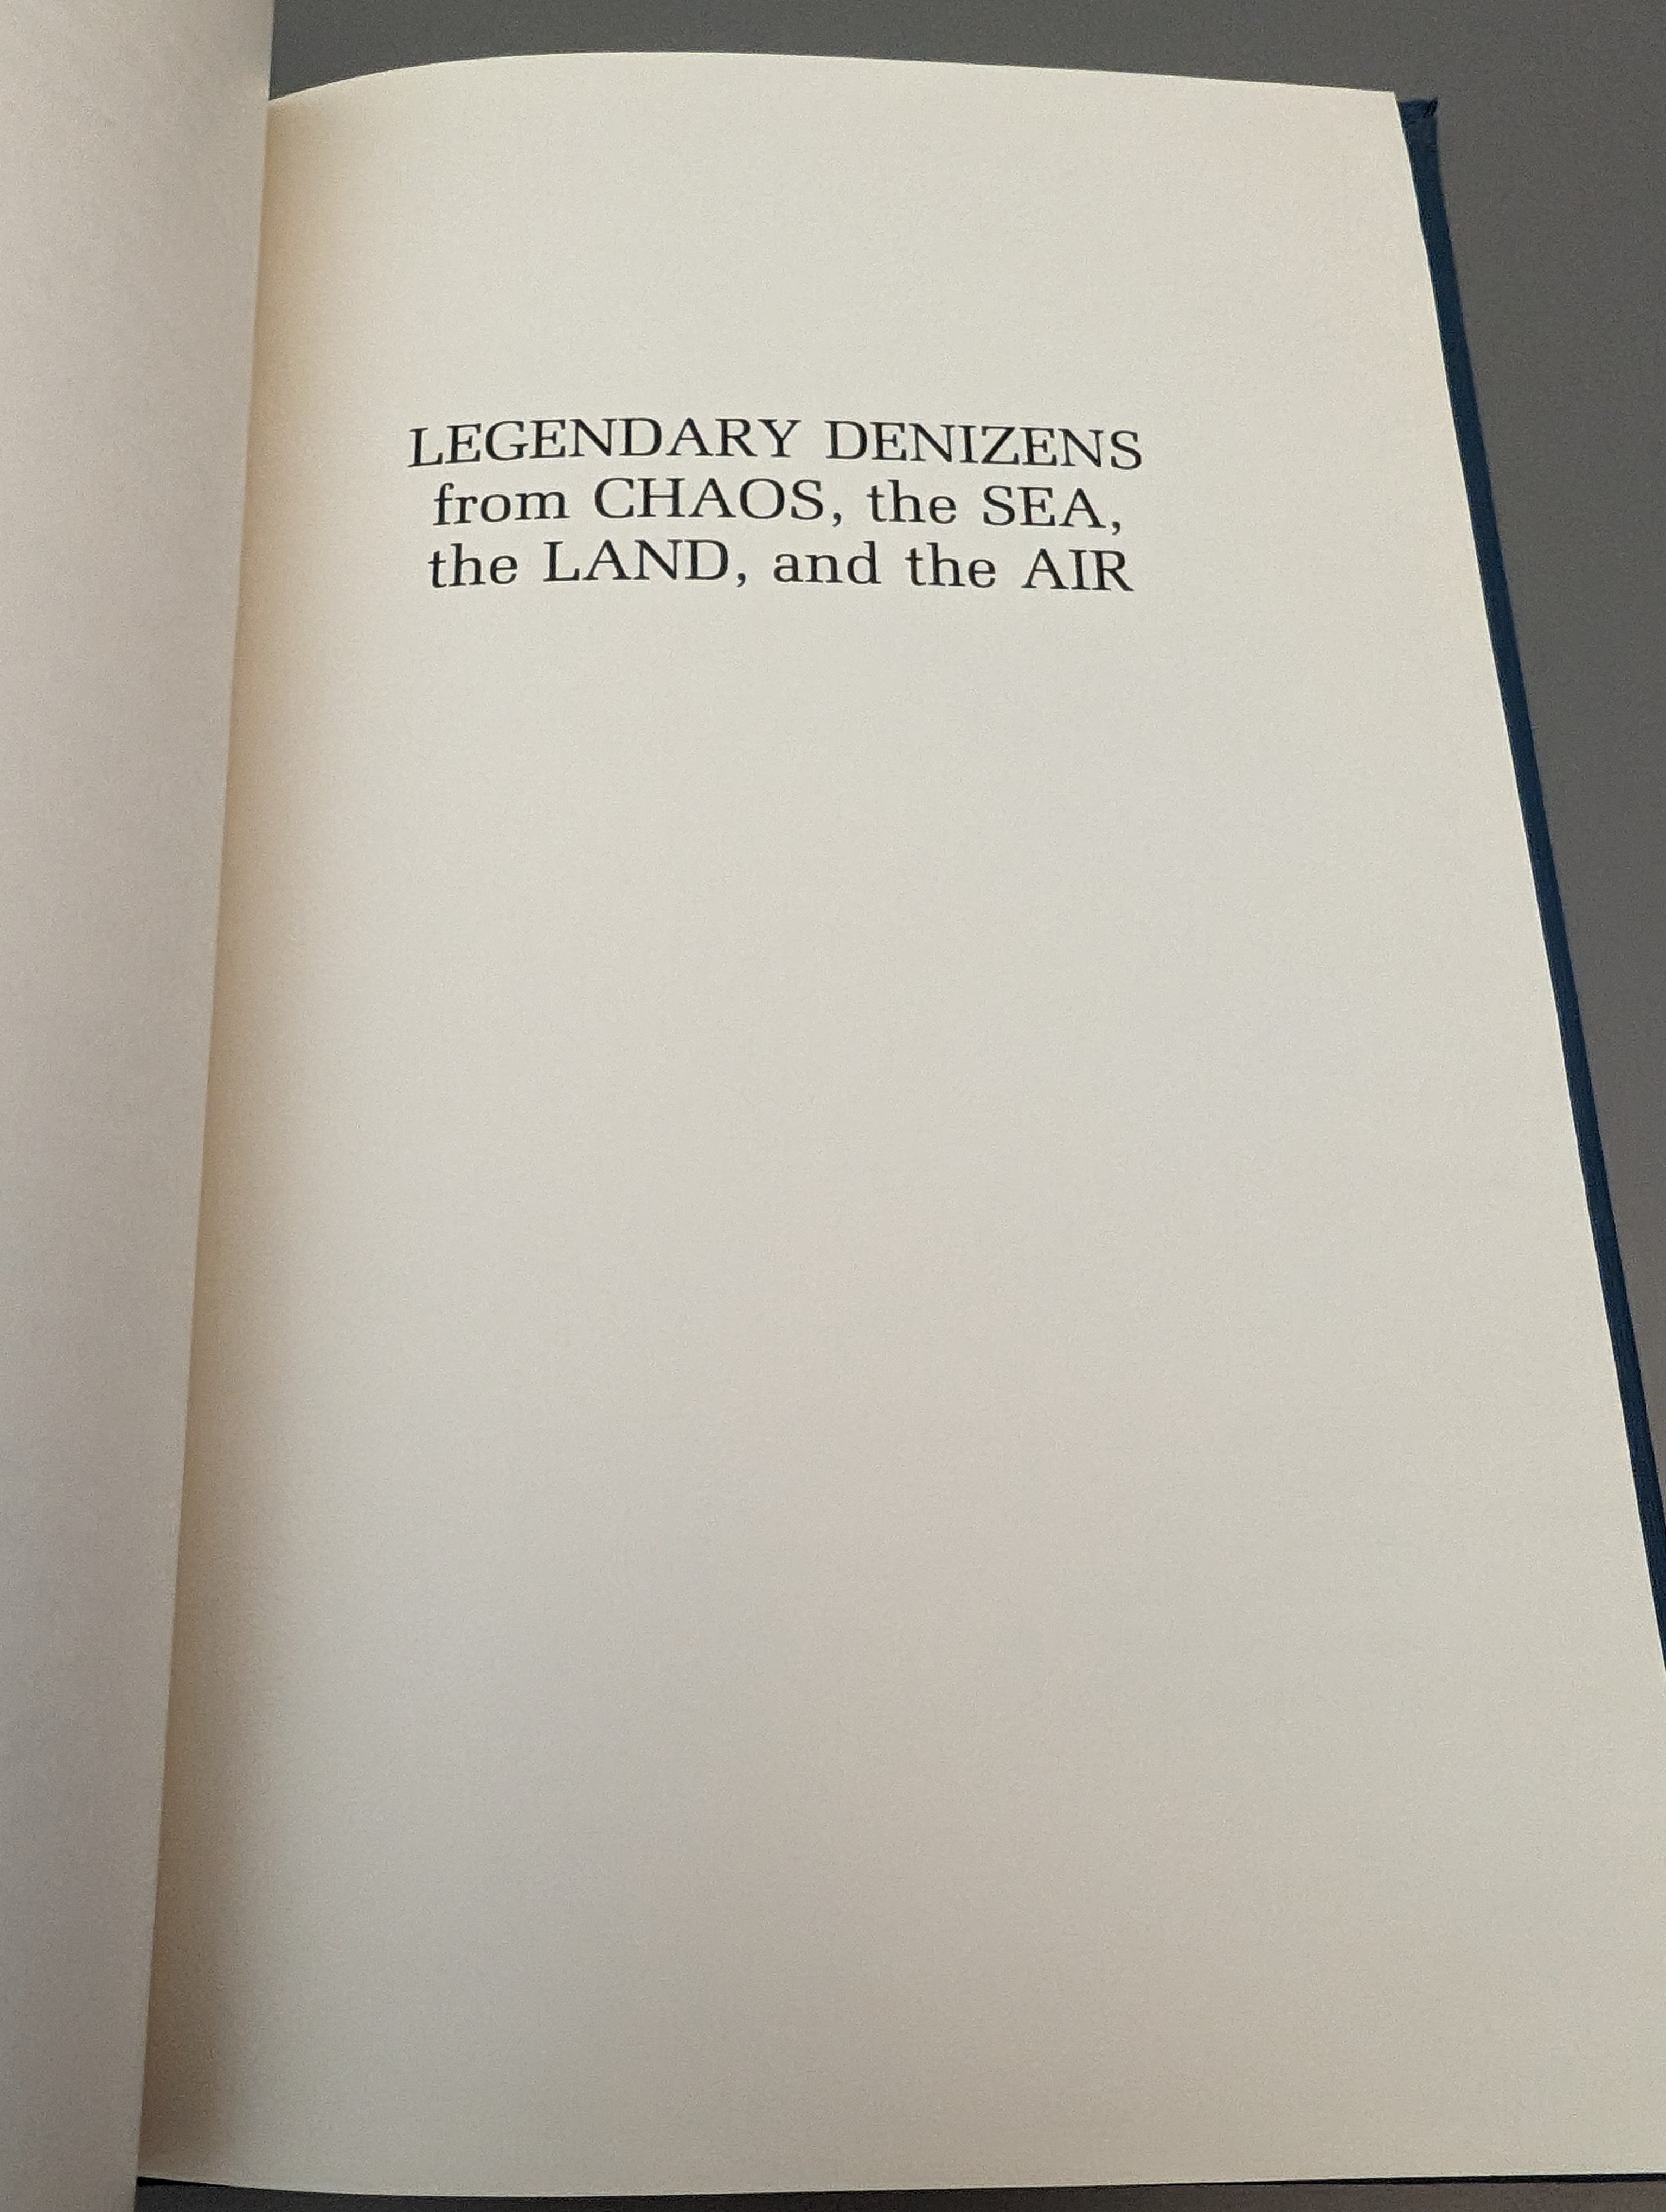 LEGENDARY DENIZENS
from CHAOS, the SEA,
the LAND, and the AIR